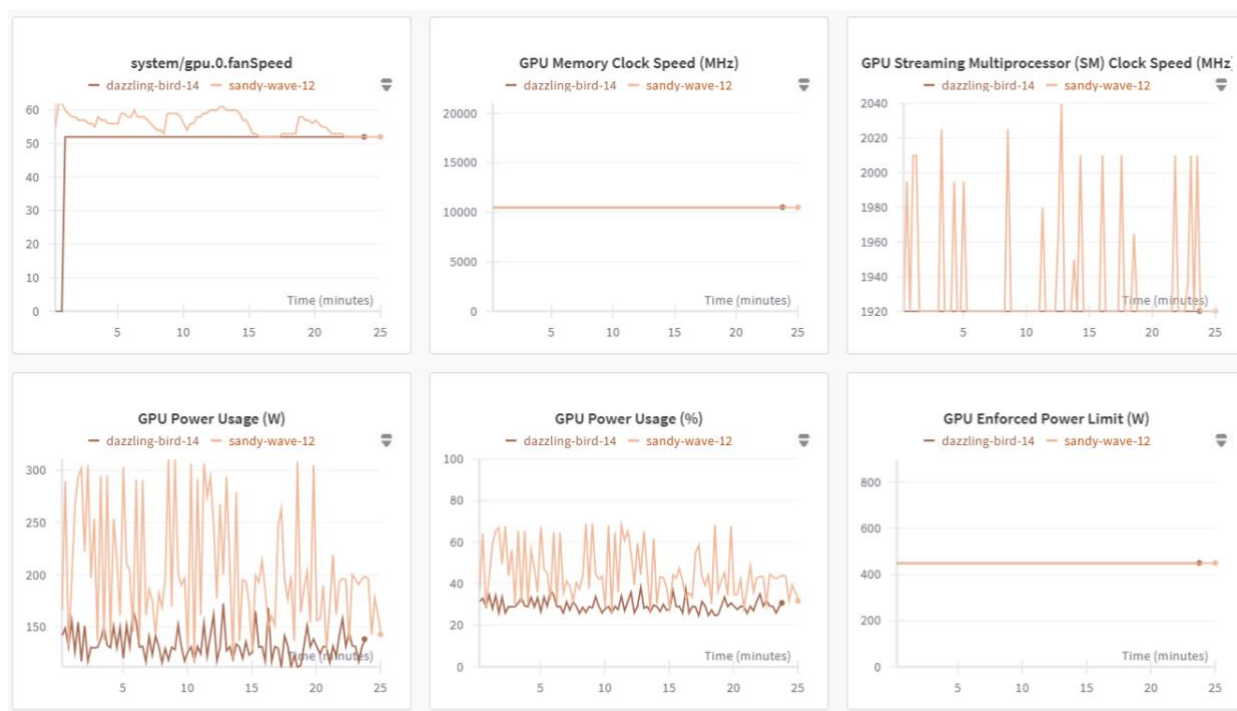 system/gpu.0.fanSpeed
dazzling-bird-14 sandy-wave-12
60
50
40
30
20
10
0
Time (minutes)
5 10 15 20 25
GPU Memory Clock Speed (MHz)
dazzling-bird-14 sandy-wave-12
20000
15000
10000
5000
0
Time (minutes)
5 10 15 20 25
GPU Streaming Multiprocessor (SM) Clock Speed (MHz
dazzling-bird-14 sandy-wave-12
2040
2020
2000
1980
1960
1940
1920
Time (minutes)
5 10 15 20 25
GPU Power Usage (W)
dazzling-bird-14 sandy-wave-12
300
250
200
150
Time (minutes)
5 10 15 20 25
GPU Power Usage (%)
dazzling-bird-14 sandy-wave-12
100
80
60
40
20
0
Time (minutes)
5 10 15 20 25
GPU Enforced Power Limit (W)
dazzling-bird-14 sandy-wave-12
800
600
400
200
0
Time (minutes)
5 10 15 20 25